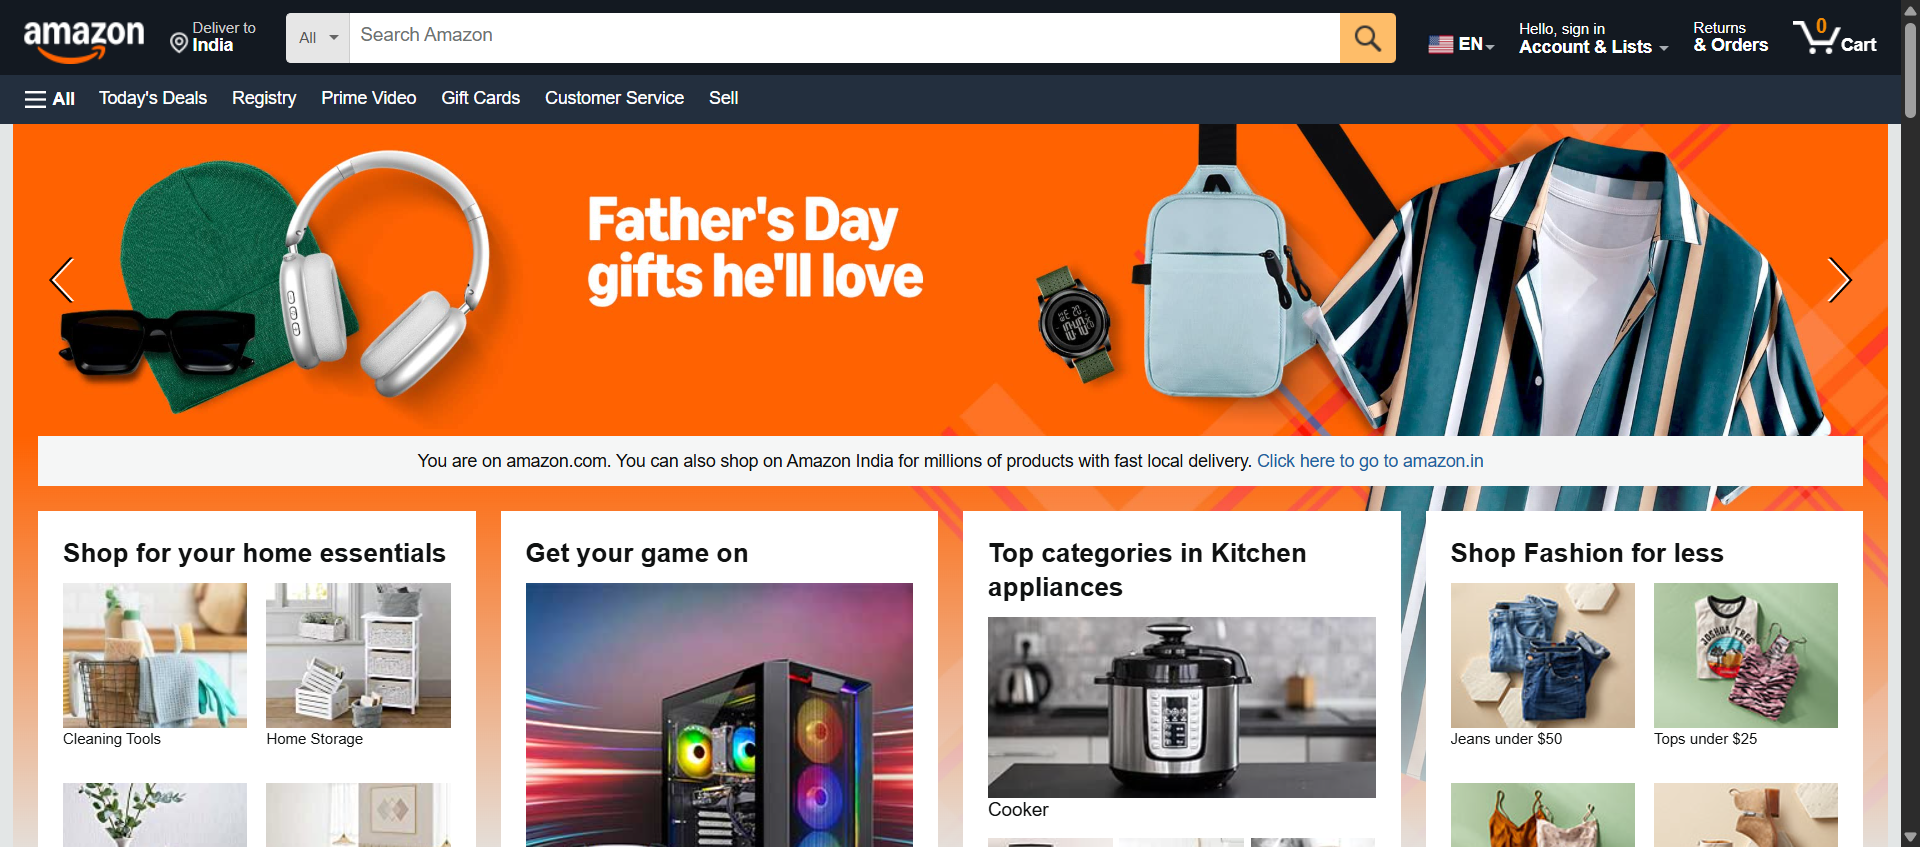 amazon
Deliver to
India
All
Search Amazon
EN
Hello, sign in
Account & Lists
Returns
& Orders
0
Cart
All
Today's Deals
Registry
Prime Video
Gift Cards
Customer Service
Sell
Father's Day
gifts he'll love
You are on amazon.com. You can also shop on Amazon India for millions of products with fast local delivery. Click here to go to amazon.in
Shop for your home essentials
Cleaning Tools
Home Storage
Get your game on
Top categories in Kitchen
appliances
Cooker
Shop Fashion for less
JOSHUA TREE
Jeans under $50
Tops under $25